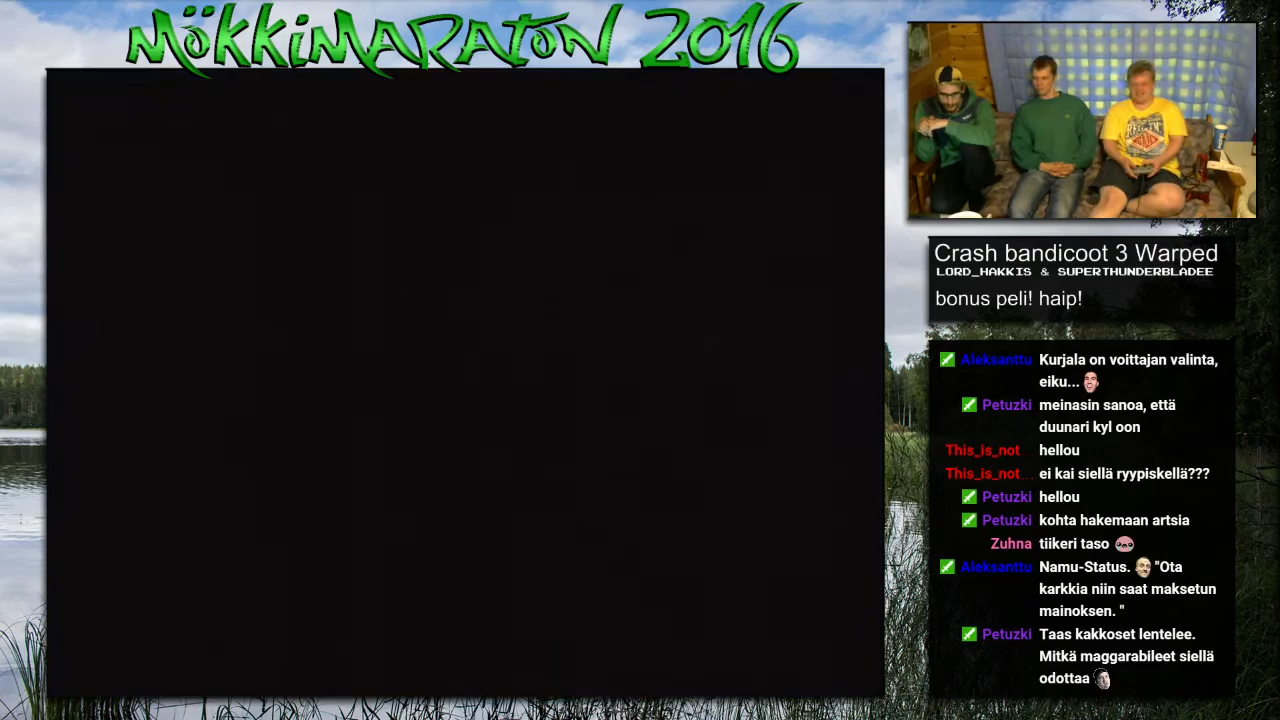 MökkiMARATON 2016
Crash bandicoot 3 Warped
LORD_HAKKIS & SUPERTHUNDERBLADEE
bonus peli! haip!
Aleksanttu Kurjala on voittajan valinta,
eiku...
Petuzki meinasin sanoa, että
duunari kyl oon
This_is_not... hellou
This_is_not... ei kai siellä ryypiskellä???
Petuzki hellou
Petuzki kohta hakemaan artsia
Zuhna tiikeri taso
Aleksanttu Namu-Status. "Ota
karkkia niin saat maksetun
mainoksen. "
Petuzki Taas kakkoset lentelee.
Mitkä maggarabileet siellä
odottaa